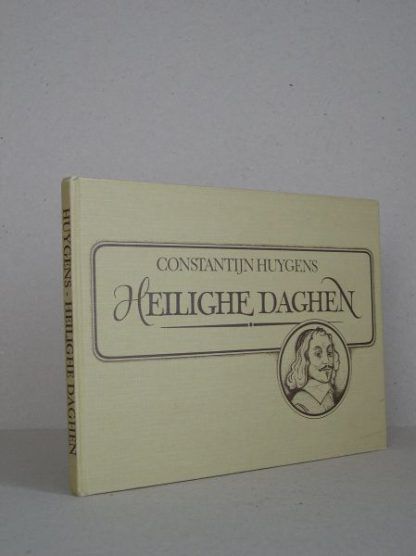 HUYGENS - HEILIGHE DAGHEN
CONSTANTIJN HUYGENS
HEILIGHE DAGHEN